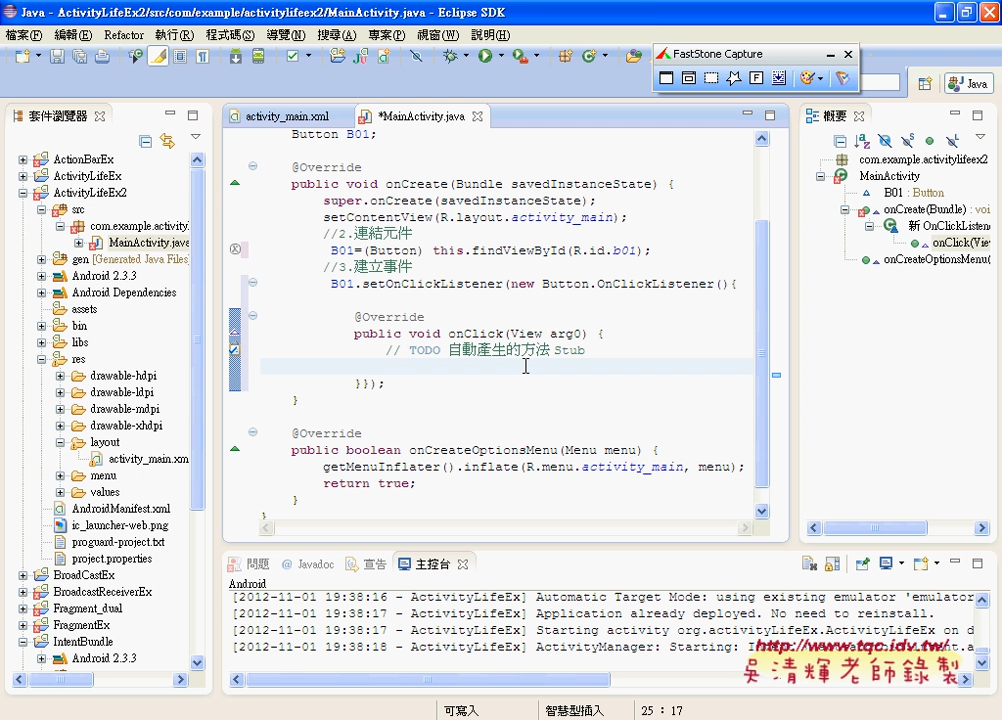 Java - ActivityLifeEx2/src/com/example/activitylifeex2/MainActivity.java - Eclipse SDK
檔案(F) 編輯(E) Refactor 執行(R) 程式碼(S) 導覽(N) 搜尋(A) 專案(P) 視窗(W) 說明(H)
FastStone Capture
Java
套件瀏覽器
ActionBarEx
ActivityLifeEx
ActivityLifeEx2
src
com.example.activityl
MainActivity.java
gen [Generated Java Files]
Android 2.3.3
Android Dependencies
assets
bin
libs
res
drawable-hdpi
drawable-ldpi
drawable-mdpi
drawable-xhdpi
layout
activity_main.xm
menu
values
AndroidManifest.xml
ic_launcher-web.png
proguard-project.txt
project.properties
BroadCastEx
BroadcastReceiverEx
Fragment_dual
FragmentEx
IntentBundle
Android 2.3.3
activity_main.xml *MainActivity.java
Button B01;
@Override
public void onCreate(Bundle savedInstanceState) {
super.onCreate(savedInstanceState);
setContentView(R.layout.activity_main);
//2.連結元件
B01=(Button) this.findViewById(R.id.b01);
//3.建立事件
B01.setOnClickListener(new Button.OnClickListener(){
@Override
public void onClick(View arg0) {
// TODO 自動產生的方法 Stub
}});
}
@Override
public boolean onCreateOptionsMenu(Menu menu) {
getMenuInflater().inflate(R.menu.activity_main, menu);
return true;
}
}
概要
com.example.activitylifeex2
MainActivity
B01 : Button
onCreate(Bundle) : voi
新 OnClickListene
onClick(Vie
onCreateOptionsMenu(
問題 Javadoc 宣告 主控台
Android
[2012-11-01 19:38:16 - ActivityLifeEx] Automatic Target Mode: using existing emulator 'emulator
[2012-11-01 19:38:17 - ActivityLifeEx] Application already deployed. No need to reinstall.
[2012-11-01 19:38:17 - ActivityLifeEx] Starting activity org.activityLifeEx.ActivityLifeEx on d
[2012-11-01 19:38:18 - ActivityLifeEx] ActivityManager: Starting:
吳清輝老師錄製
可寫入 智慧型插入 25 : 17